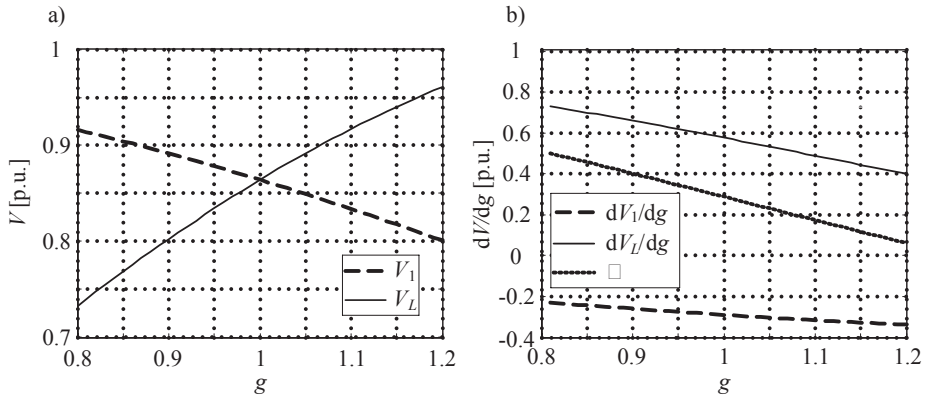 a)
1
0.9
0.8
0.7
V [p.u.]
V₁
V_L
0.8 0.9 1 1.1 1.2
g
b)
1
0.8
0.6
0.4
0.2
0
-0.2
-0.4
dV/dg [p.u.]
dV₁/dg
dV_L/dg
0.8 0.9 1 1.1 1.2
g